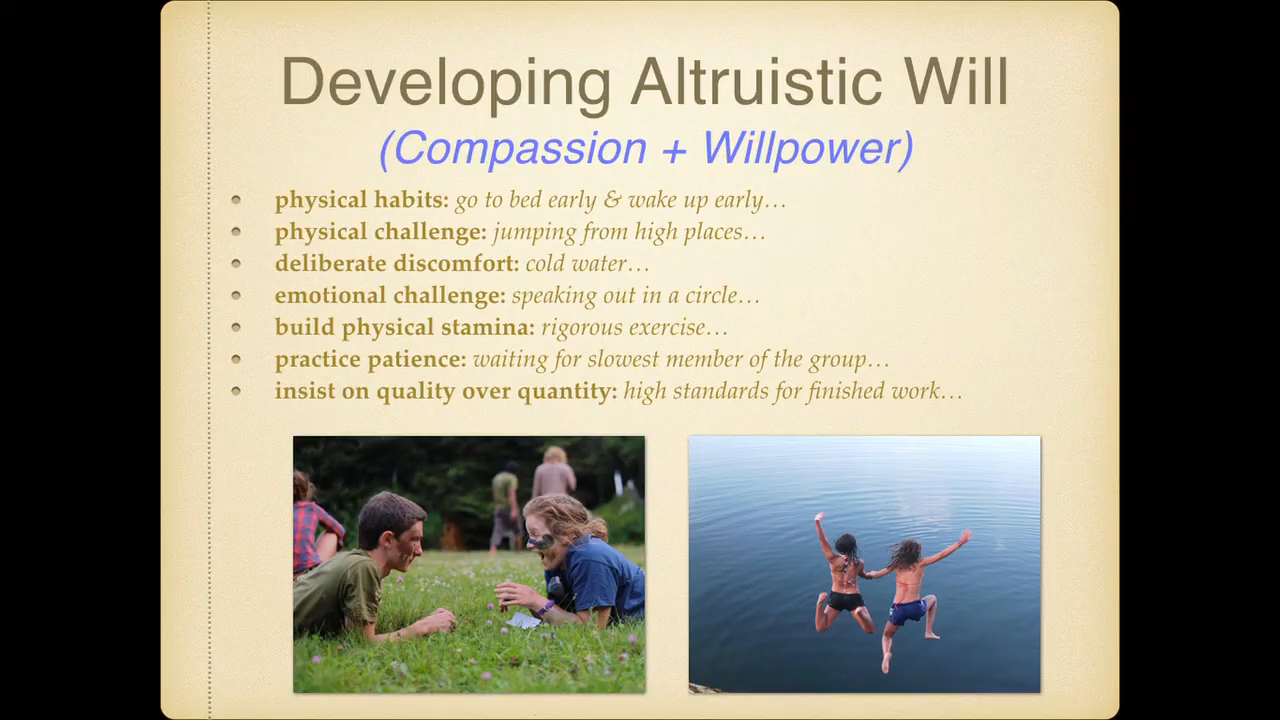 Developing Altruistic Will
(Compassion + Willpower)
physical habits: go to bed early & wake up early…
physical challenge: jumping from high places…
deliberate discomfort: cold water…
emotional challenge: speaking out in a circle…
build physical stamina: rigorous exercise…
practice patience: waiting for slowest member of the group…
insist on quality over quantity: high standards for finished work…